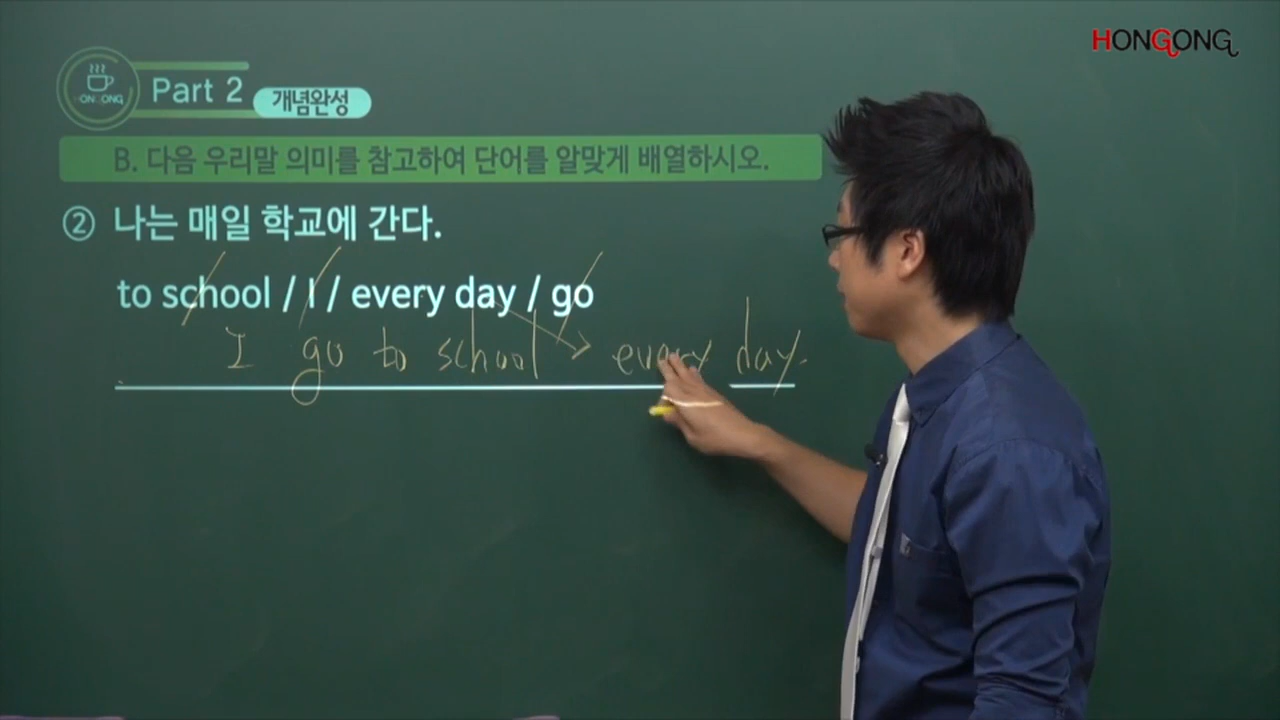 HONGONG
HONGONG
Part 2
개념완성
B. 다음 우리말 의미를 참고하여 단어를 알맞게 배열하시오.
② 나는 매일 학교에 간다.
to school / I / every day / go
I go to school every day.